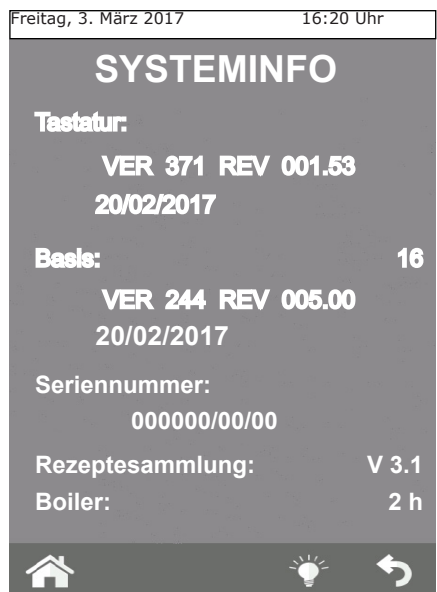 Freitag, 3. März 2017 16:20 Uhr
SYSTEMINFO
Tastatur:
VER 371 REV 001.53
20/02/2017
Basis: 16
VER 244 REV 005.00
20/02/2017
Seriennummer:
000000/00/00
Rezeptesammlung: V 3.1
Boiler: 2 h